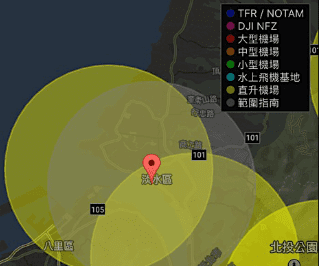 TFR / NOTAM
DJI NFZ
大型機場
中型機場
小型機場
水上飛機基地
直升機場
範圍指南
101
101
淡水區
105
八里區
北投公園